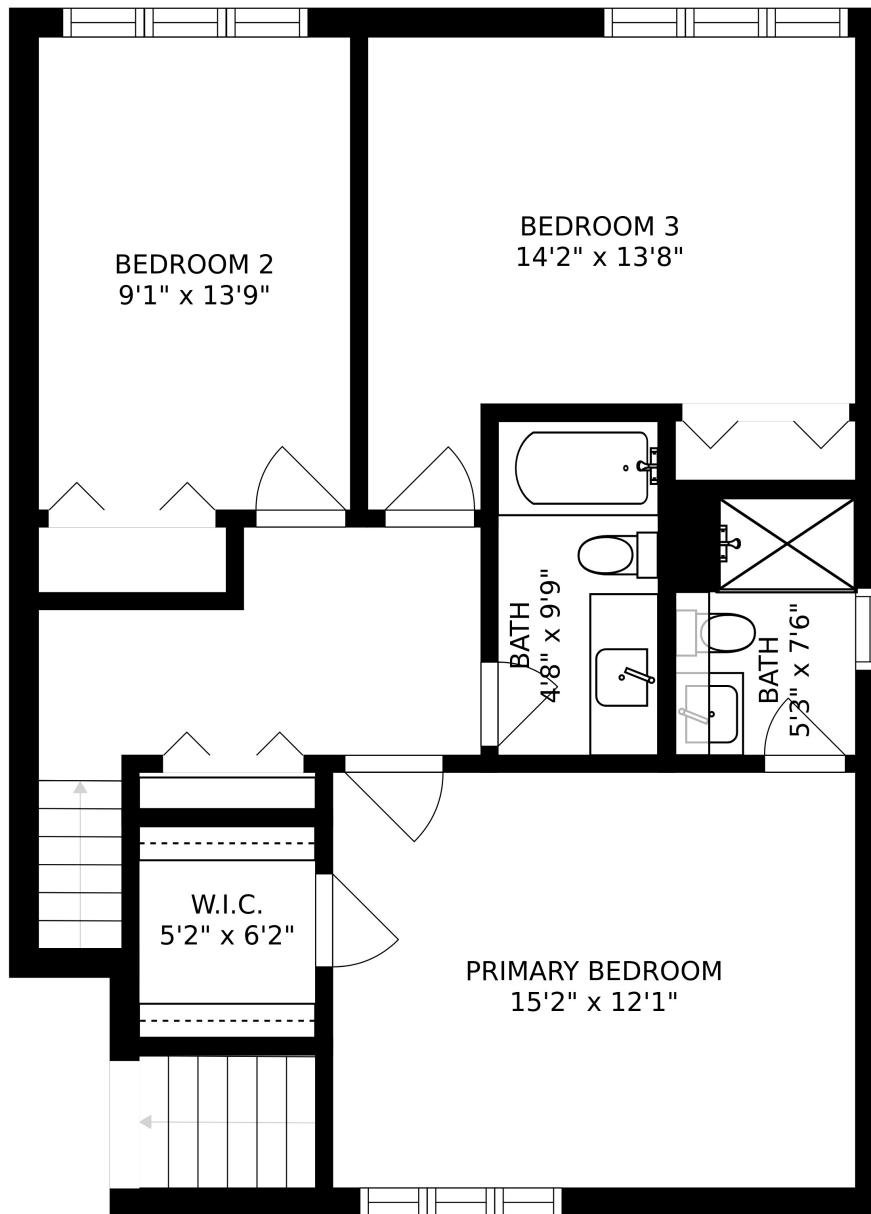 BEDROOM 3
14'2" x 13'8"
BEDROOM 2
9'1" x 13'9"
BATH
4'8" x 9'9"
BATH
5'3" x 7'6"
W.I.C.
5'2" x 6'2"
PRIMARY BEDROOM
15'2" x 12'1"